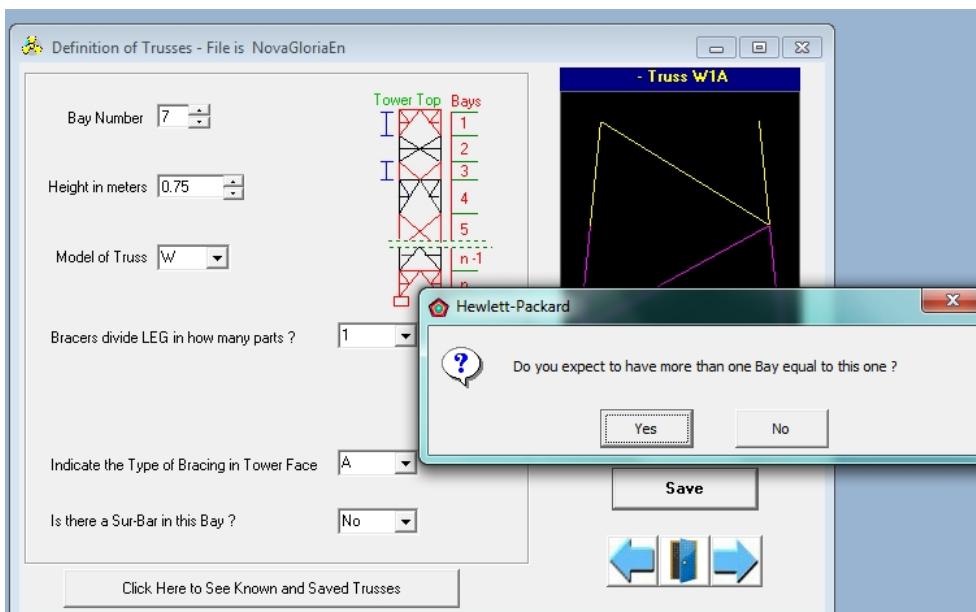 Definition of Trusses - File is NovaGloriaEn
- Truss W1A
Bay Number 7
Tower Top Bays
1
2
3
4
5
n -1
n
Height in meters 0.75
Model of Truss W
Bracers divide LEG in how many parts ? 1
Indicate the Type of Bracing in Tower Face A
Is there a Sur-Bar in this Bay ? No
Click Here to See Known and Saved Trusses
Hewlett-Packard
Do you expect to have more than one Bay equal to this one ?
Yes No
Save